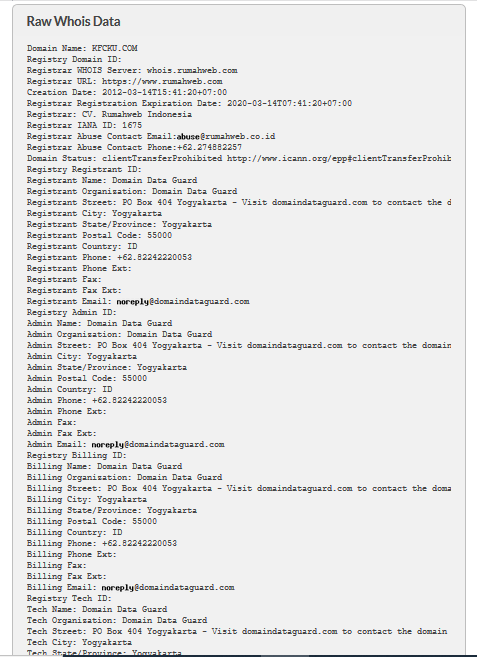 Raw Whois Data
Domain Name: KFCKU.COM
Registry Domain ID:
Registrar WHOIS Server: whois.rumahweb.com
Registrar URL: https://www.rumahweb.com
Creation Date: 2012-03-14T15:41:20+07:00
Registrar Registration Expiration Date: 2020-03-14T07:41:20+07:00
Registrar: CV. Rumahweb Indonesia
Registrar IANA ID: 1675
Registrar Abuse Contact Email:abuse@rumahweb.co.id
Registrar Abuse Contact Phone:+62.274882257
Domain Status: clientTransferProhibited http://www.icann.org/epp#clientTransferProhib
Registry Registrant ID:
Registrant Name: Domain Data Guard
Registrant Organisation: Domain Data Guard
Registrant Street: PO Box 404 Yogyakarta - Visit domaindataguard.com to contact the d
Registrant City: Yogyakarta
Registrant State/Province: Yogyakarta
Registrant Postal Code: 55000
Registrant Country: ID
Registrant Phone: +62.82242220053
Registrant Phone Ext:
Registrant Fax:
Registrant Fax Ext:
Registrant Email: noreply@domaindataguard.com
Registry Admin ID:
Admin Name: Domain Data Guard
Admin Organisation: Domain Data Guard
Admin Street: PO Box 404 Yogyakarta - Visit domaindataguard.com to contact the domain
Admin City: Yogyakarta
Admin State/Province: Yogyakarta
Admin Postal Code: 55000
Admin Country: ID
Admin Phone: +62.82242220053
Admin Phone Ext:
Admin Fax:
Admin Fax Ext:
Admin Email: noreply@domaindataguard.com
Registry Billing ID:
Billing Name: Domain Data Guard
Billing Organisation: Domain Data Guard
Billing Street: PO Box 404 Yogyakarta - Visit domaindataguard.com to contact the doma
Billing City: Yogyakarta
Billing State/Province: Yogyakarta
Billing Postal Code: 55000
Billing Country: ID
Billing Phone: +62.82242220053
Billing Phone Ext:
Billing Fax:
Billing Fax Ext:
Billing Email: noreply@domaindataguard.com
Registry Tech ID:
Tech Name: Domain Data Guard
Tech Organisation: Domain Data Guard
Tech Street: PO Box 404 Yogyakarta - Visit domaindataguard.com to contact the domain
Tech City: Yogyakarta
Tech State/Province: Yogyakarta